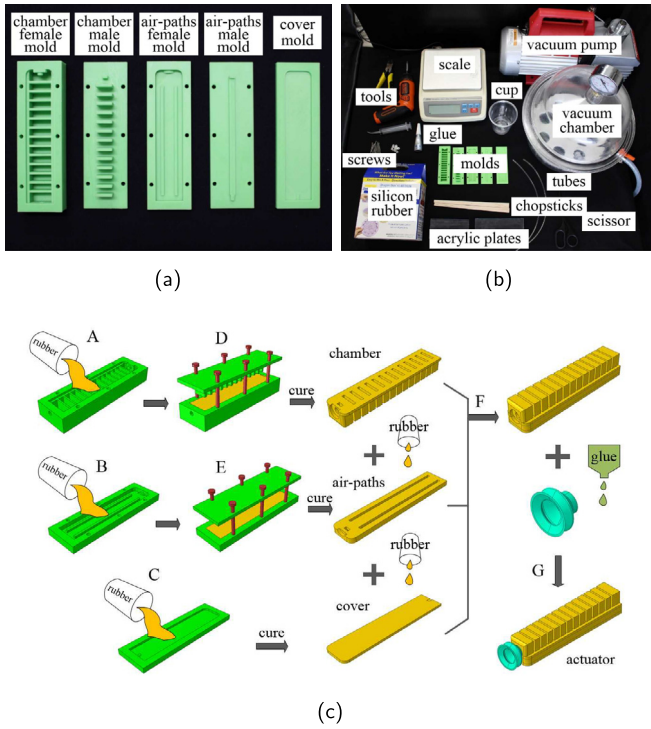 chamber
female
mold
chamber
male
mold
air-paths
female
mold
air-paths
male
mold
cover
mold
vacuum pump
scale
cup
tools
vacuum
chamber
glue
screws
molds
tubes
silicon
rubber
chopsticks
scissor
acrylic plates
(a)
(b)
A
rubber
D
cure
chamber
F
rubber
B
rubber
E
cure
air-paths
glue
rubber
C
rubber
cure
cover
G
actuator
(c)